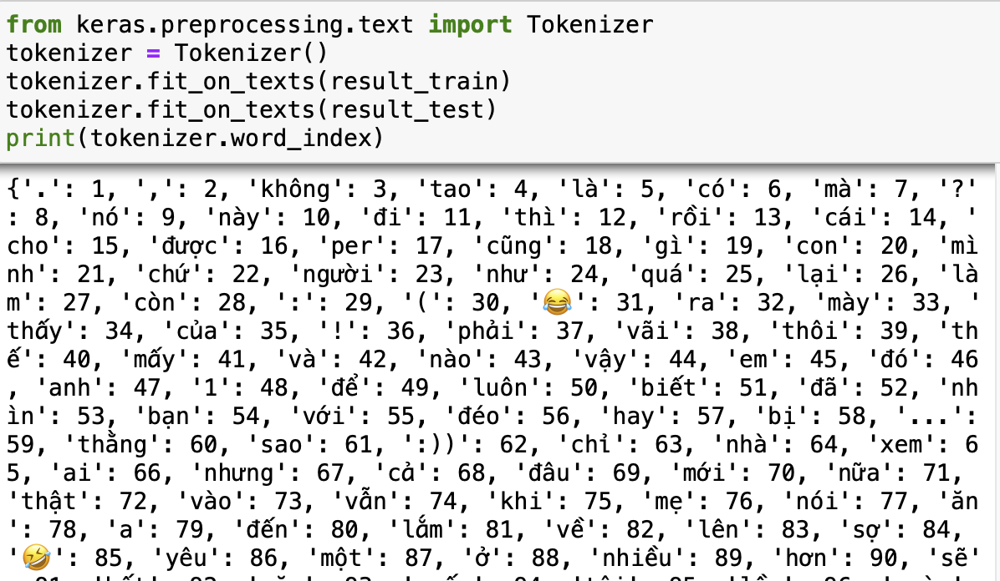 from keras.preprocessing.text import Tokenizer
tokenizer = Tokenizer()
tokenizer.fit_on_texts(result_train)
tokenizer.fit_on_texts(result_test)
print(tokenizer.word_index)
{'.': 1, ',': 2, 'không': 3, 'tao': 4, 'là': 5, 'có': 6, 'mà': 7, '?'
: 8, 'nó': 9, 'này': 10, 'đi': 11, 'thì': 12, 'rồi': 13, 'cái': 14, '
cho': 15, 'được': 16, 'per': 17, 'cũng': 18, 'gì': 19, 'con': 20, 'mì
nh': 21, 'chứ': 22, 'người': 23, 'như': 24, 'quá': 25, 'lại': 26, 'là
m': 27, 'còn': 28, ':': 29, '(': 30, '😂': 31, 'ra': 32, 'mày': 33, '
thấy': 34, 'của': 35, '!': 36, 'phải': 37, 'vãi': 38, 'thôi': 39, 'th
ế': 40, 'mấy': 41, 'và': 42, 'nào': 43, 'vậy': 44, 'em': 45, 'đó': 46
, 'anh': 47, '1': 48, 'để': 49, 'luôn': 50, 'biết': 51, 'đã': 52, 'nh
ìn': 53, 'bạn': 54, 'với': 55, 'đéo': 56, 'hay': 57, 'bị': 58, '...':
59, 'thằng': 60, 'sao': 61, ':))': 62, 'chỉ': 63, 'nhà': 64, 'xem': 6
5, 'ai': 66, 'nhưng': 67, 'cả': 68, 'đâu': 69, 'mới': 70, 'nữa': 71,
'thật': 72, 'vào': 73, 'vẫn': 74, 'khi': 75, 'mẹ': 76, 'nói': 77, 'ăn
': 78, 'a': 79, 'đến': 80, 'lắm': 81, 'về': 82, 'lên': 83, 'sợ': 84,
'🤣': 85, 'yêu': 86, 'một': 87, 'ở': 88, 'nhiều': 89, 'hơn': 90, 'sẽ'